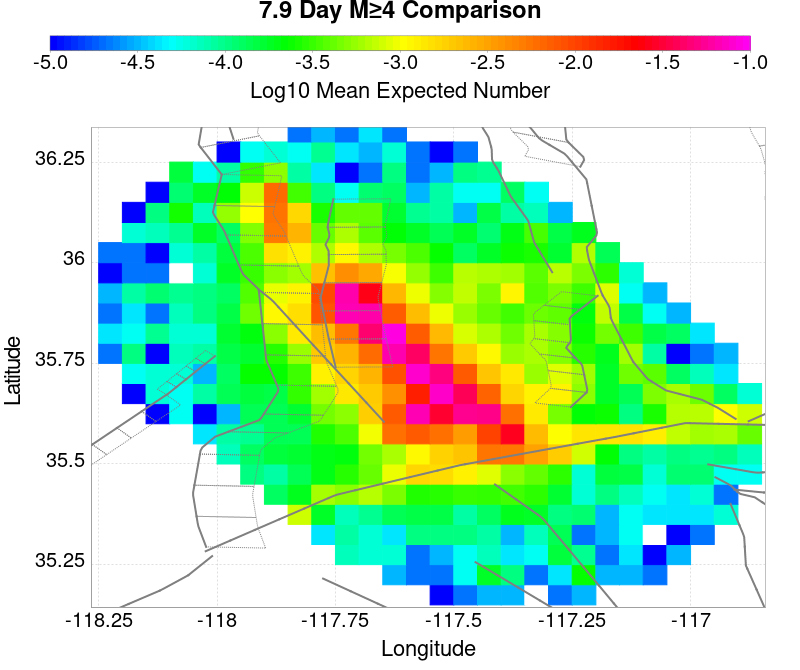 7.9 Day M≥4 Comparison
-5.0 -4.5 -4.0 -3.5 -3.0 -2.5 -2.0 -1.5 -1.0
Log10 Mean Expected Number
36.25
36
35.75
35.5
35.25
Latitude
-118.25 -118 -117.75 -117.5 -117.25 -117
Longitude